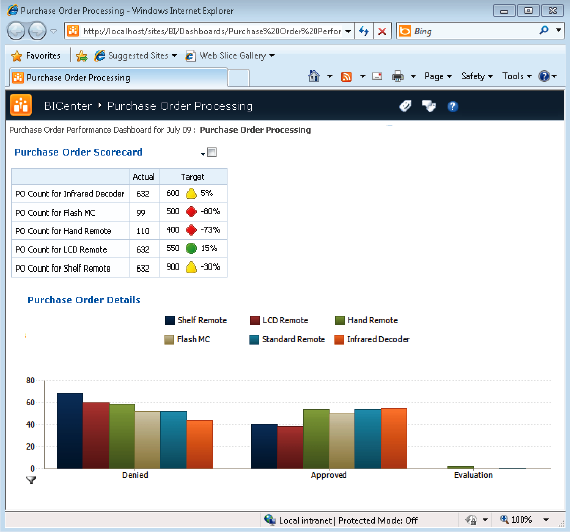 Purchase Order Processing - Windows Internet Explorer
http://localhost/sites/BI/Dashboards/Purchase%20Order%20Perfor
Bing
Favorites Suggested Sites Web Slice Gallery
Purchase Order Processing
Page Safety Tools
BICenter Purchase Order Processing
Purchase Order Performance Dashboard for July 09 : Purchase Order Processing
Purchase Order Scorecard
Actual Target
PO Count for Infrared Decoder 632 600 5%
PO Count for Flash MC 99 500 -80%
PO Count for Hand Remote 110 400 -73%
PO Count for LCD Remote 632 550 15%
PO Count for Shelf Remote 632 900 -30%
Purchase Order Details
Shelf Remote LCD Remote Hand Remote
Flash MC Standard Remote Infrared Decoder
80
60
40
20
0
Denied Approved Evaluation
Local intranet | Protected Mode: Off 100%